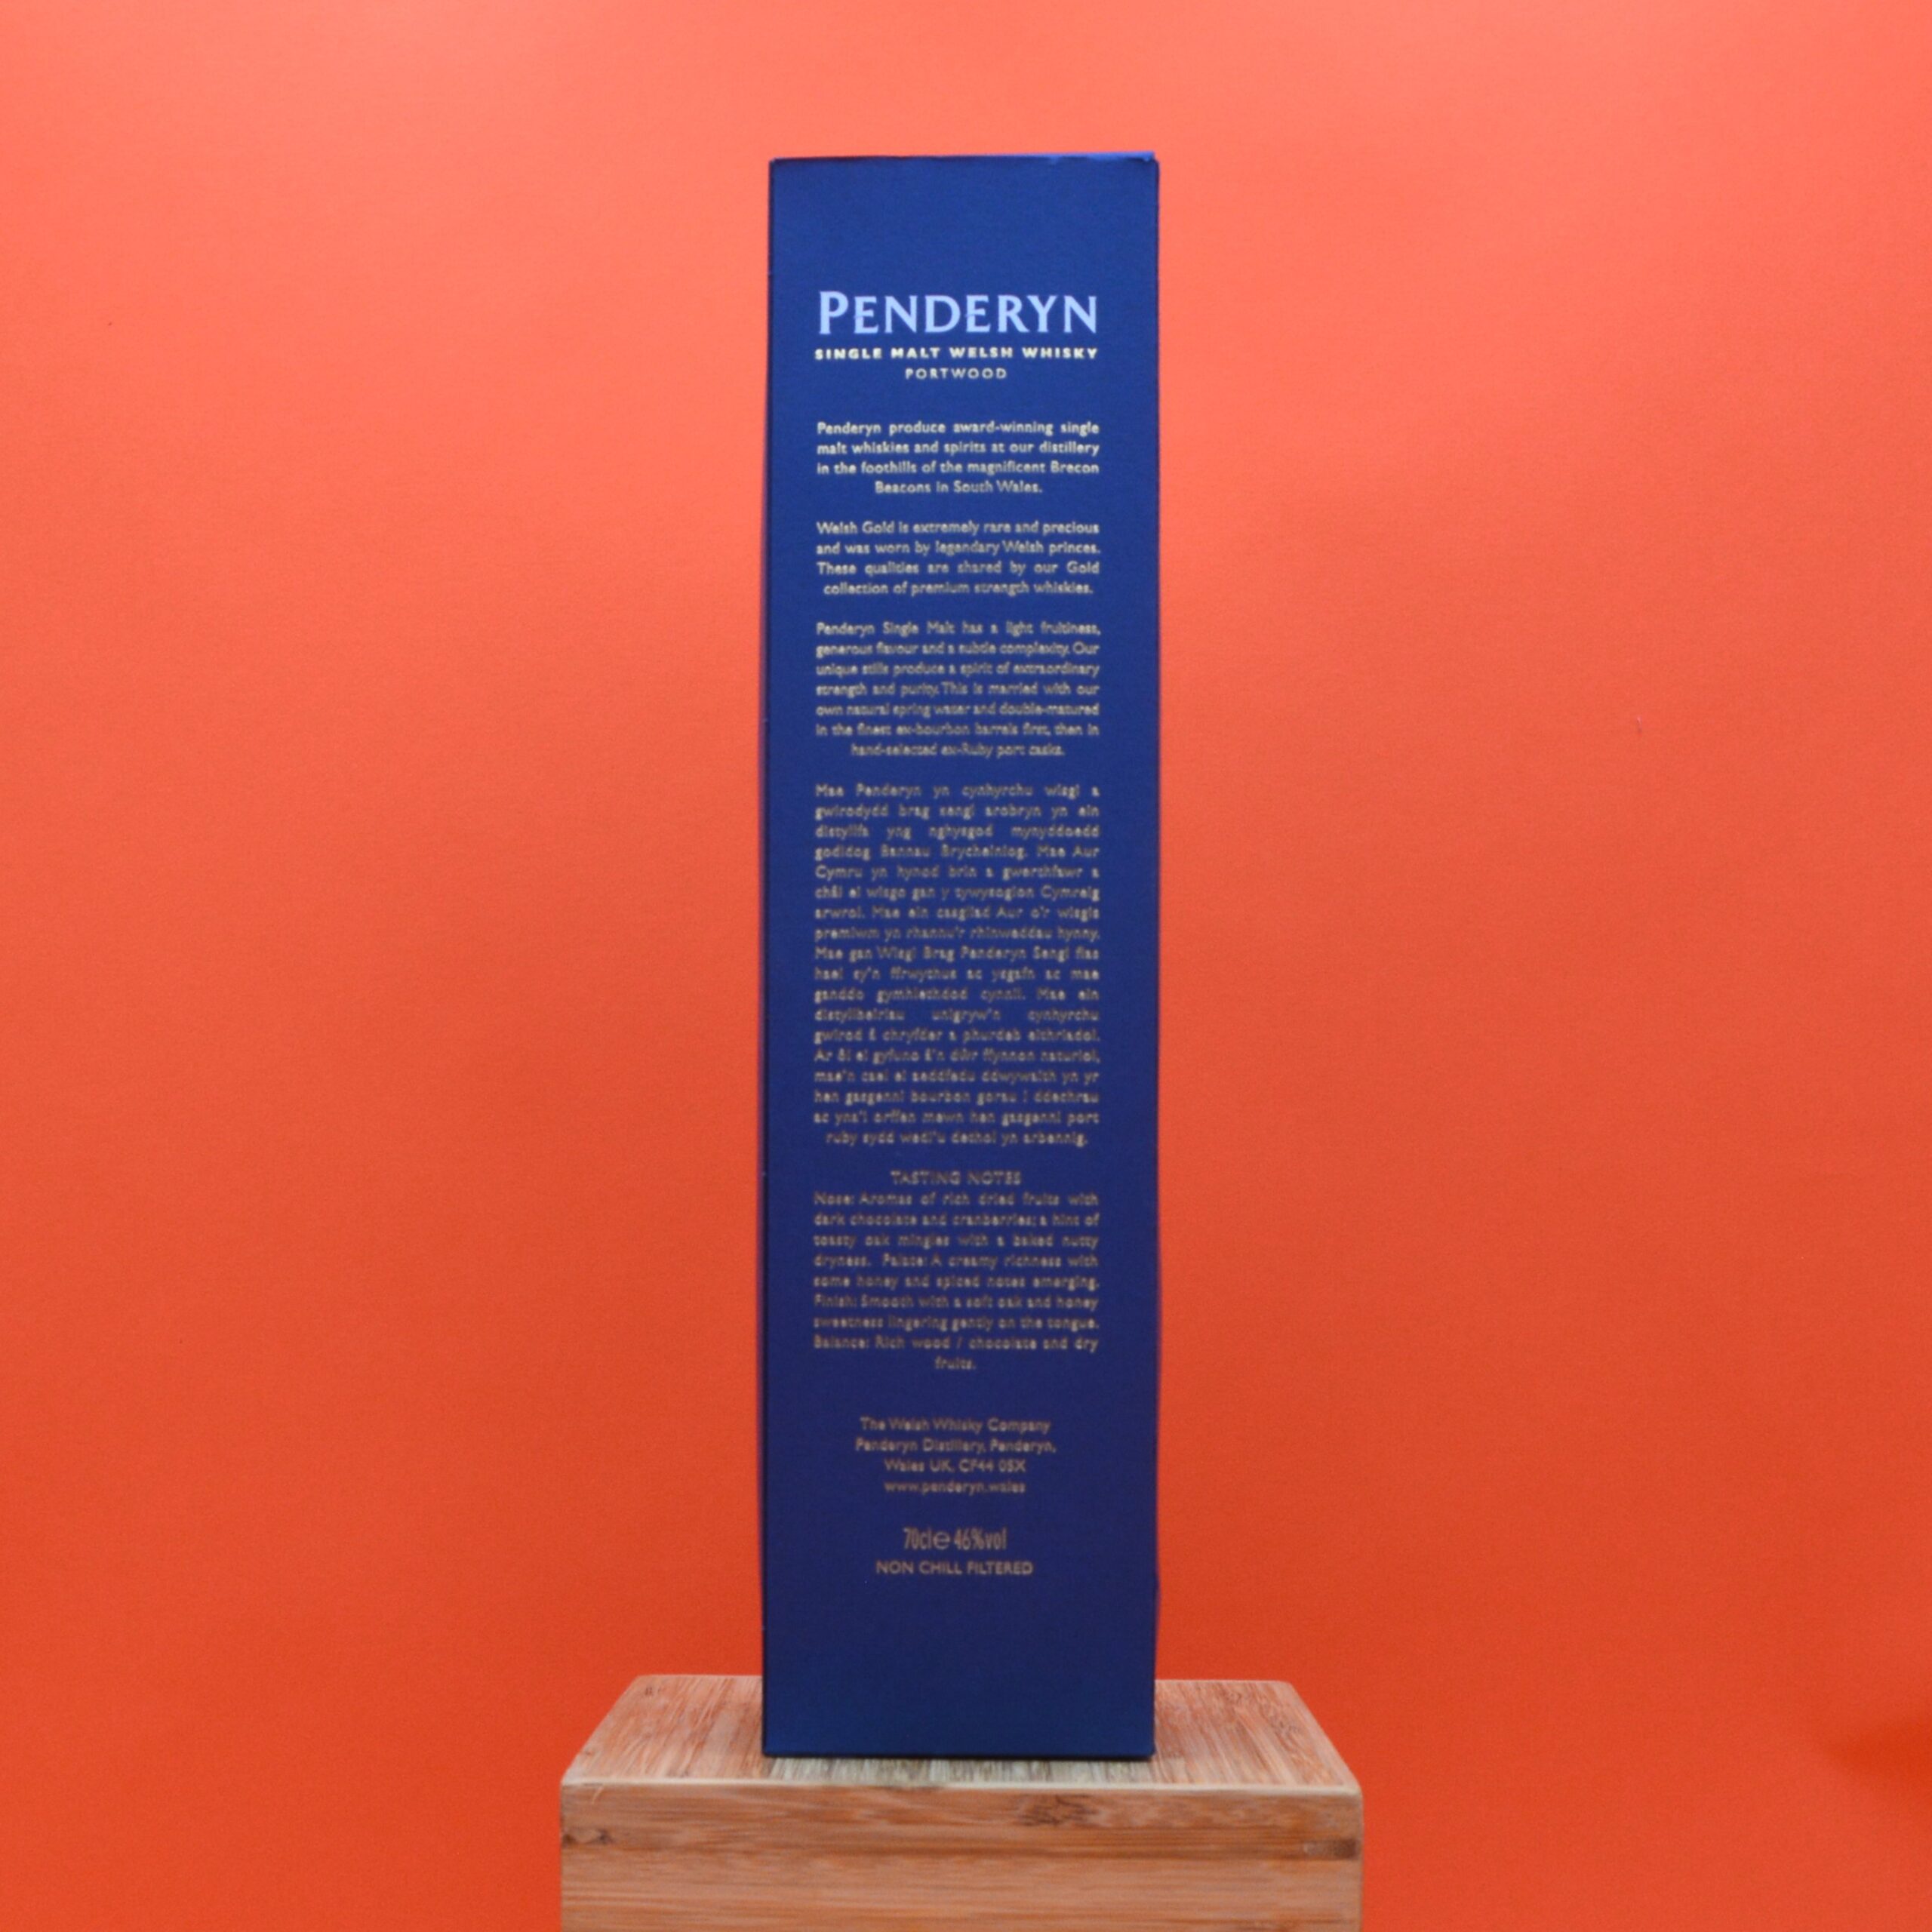 PENDERYN
SINGLE MALT WELSH WHISKY
PORTWOOD
Penderyn produce award-winning single
malt whiskies and spirits at our distillery
in the foothills of the magnificent Brecon
Beacons in South Wales.
Welsh Gold is extremely rare and precious
and was worn by legendary Welsh princes.
These qualities are shared by our Gold
collection of premium strength whiskies.
Penderyn Single Malt has a light fruitiness,
generous flavour and a subtle complexity. Our
unique stills produce a spirit of extraordinary
strength and purity. This is married with our
own natural spring water and double-matured
in the finest ex-bourbon barrels first, then in
hand-selected ex-Ruby port casks.
Mae Penderyn yn cynhyrchu wisgi a
gwirodydd brag sengl arobryn yn ein
distyllfa yng nghysgod mynyddoedd
godidog Bannau Brycheiniog. Mae Aur
Cymru yn hynod brin a gwerthfawr a
châi ei wisgo gan y tywysogion Cymreig
arwrol. Mae ein casgliad Aur o'r wisgis
premiwm yn rhannu'r rhinweddau hynny.
Mae gan Wisgi Brag Penderyn Sengl flas
hael sy'n ffrwythus ac ysgafn ac mae
ganddo gymhlethdod cynnil. Mae ein
distyllbeiriau unigryw'n cynhyrchu
gwirod â chryfder a phurdeb eithriadol.
Ar ôl ei gyfuno â'n dŵr ffynnon naturiol,
mae'n cael ei aeddfedu ddwywaith yn yr
hen gasgenni bourbon gorau i ddechrau
ac yna'i orffen mewn hen gasgenni port
ruby sydd wedi'u dethol yn arbennig.
TASTING NOTES
Nose: Aromas of rich dried fruits with
dark chocolate and cranberries; a hint of
toasty oak mingles with a baked nutty
dryness. Palate: A creamy richness with
some honey and spiced notes emerging.
Finish: Smooth with a soft oak and honey
sweetness lingering gently on the tongue.
Balance: Rich wood / chocolate and dry
fruits.
The Welsh Whisky Company
Penderyn Distillery, Penderyn,
Wales UK, CF44 0SX
www.penderyn.wales
70cl e 46%vol
NON CHILL FILTERED